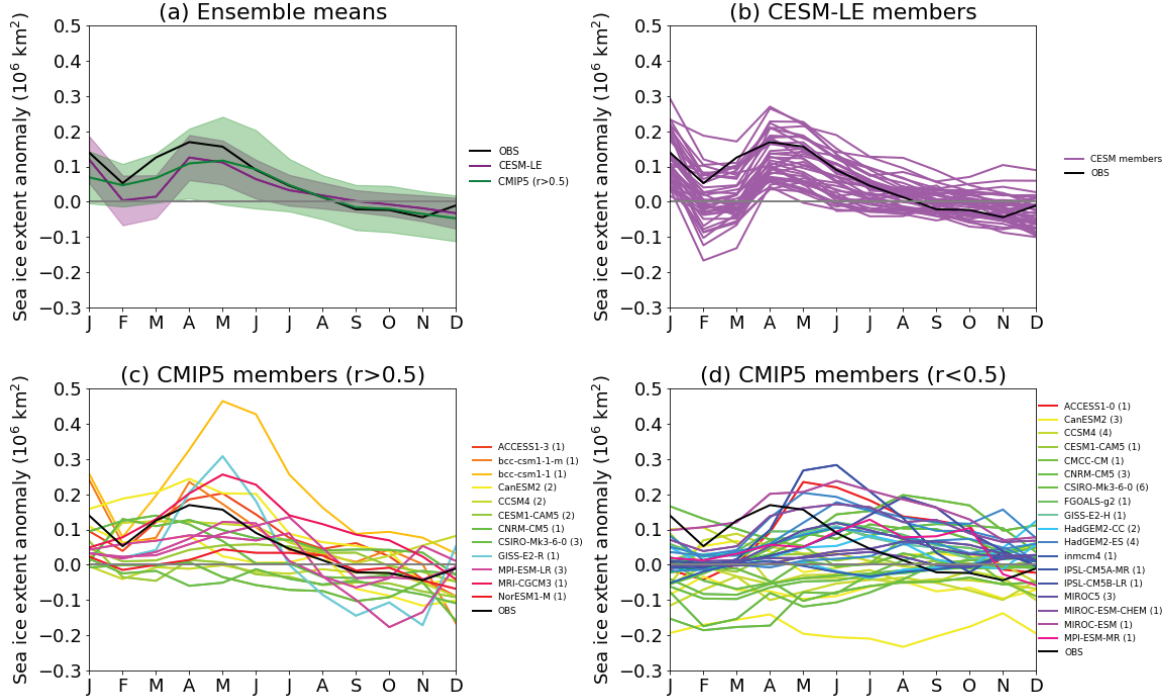 (a) Ensemble means
Sea ice extent anomaly (10⁶ km²)
0.5
0.4
0.3
0.2
0.1
0.0
−0.1
−0.2
−0.3
J F M A M J J A S O N D
OBS
CESM-LE
CMIP5 (r>0.5)
(b) CESM-LE members
Sea ice extent anomaly (10⁶ km²)
0.5
0.4
0.3
0.2
0.1
0.0
−0.1
−0.2
−0.3
J F M A M J J A S O N D
CESM members
OBS
(c) CMIP5 members (r>0.5)
Sea ice extent anomaly (10⁶ km²)
0.5
0.4
0.3
0.2
0.1
0.0
−0.1
−0.2
−0.3
J F M A M J J A S O N D
ACCESS1-3 (1)
bcc-csm1-1-m (1)
bcc-csm1-1 (1)
CanESM2 (2)
CCSM4 (2)
CESM1-CAM5 (2)
CNRM-CM5 (1)
CSIRO-Mk3-6-0 (3)
GISS-E2-R (1)
MPI-ESM-LR (3)
MRI-CGCM3 (1)
NorESM1-M (1)
OBS
(d) CMIP5 members (r<0.5)
Sea ice extent anomaly (10⁶ km²)
0.5
0.4
0.3
0.2
0.1
0.0
−0.1
−0.2
−0.3
J F M A M J J A S O N D
ACCESS1-0 (1)
CanESM2 (3)
CCSM4 (4)
CESM1-CAM5 (1)
CMCC-CM (1)
CNRM-CM5 (3)
CSIRO-Mk3-6-0 (6)
FGOALS-g2 (1)
GISS-E2-H (1)
HadGEM2-CC (2)
HadGEM2-ES (4)
inmcm4 (1)
IPSL-CM5A-MR (1)
IPSL-CM5B-LR (1)
MIROC5 (3)
MIROC-ESM-CHEM (1)
MIROC-ESM (1)
MPI-ESM-MR (1)
OBS